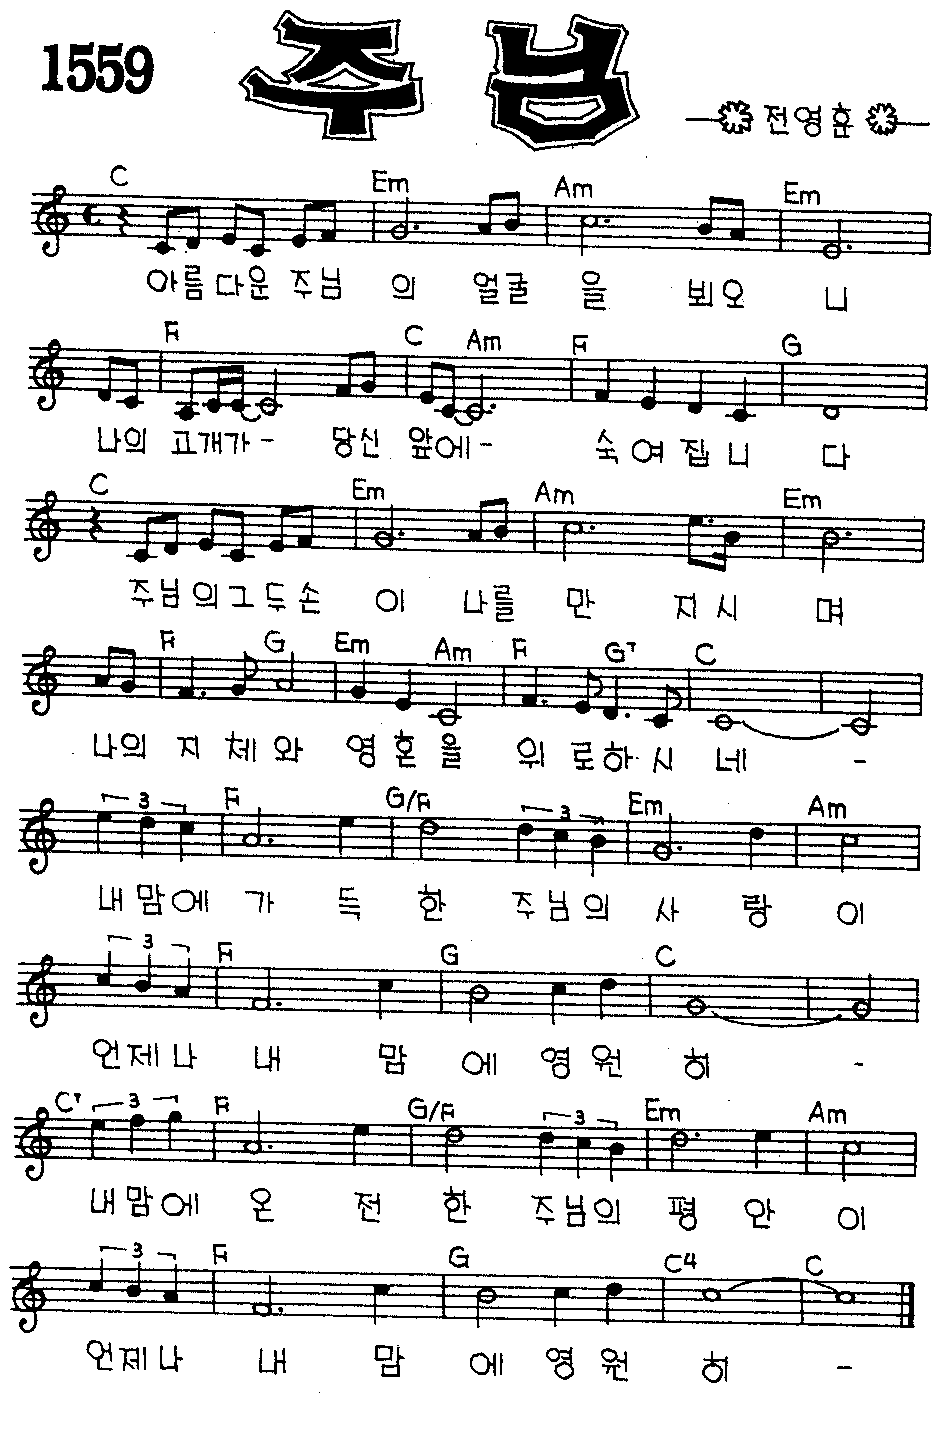 1559
주님
전영훈
C Em Am Em
아름다운 주님 의 얼굴 을 뵈오 니
F C Am F G
나의 고개가- 당신 앞에- 숙여집니 다
C Em Am Em
주님의그두손 이 나를 만 지시 며
F G Em Am F G7 C
나의 지 체와 영혼을 위로하시 네 -
3 F G/F 3 Em Am
내맘에 가 득 한 주님의 사 랑 이
3 F G C
언제나 내 맘 에 영원 히 -
C7 3 F G/F 3 Em Am
내맘에 온 전 한 주님의 평 안 이
3 F G C4 C
언제나 내 맘 에 영원 히 -